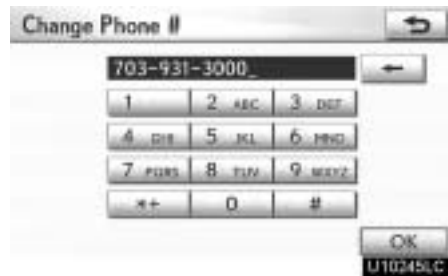 Change Phone #
703-931-3000_
1 2 ABC 3 DEF
4 GHI 5 JKL 6 MNO
7 PQRS 8 TUV 9 WXYZ
*+ 0 #
OK
U10245LC